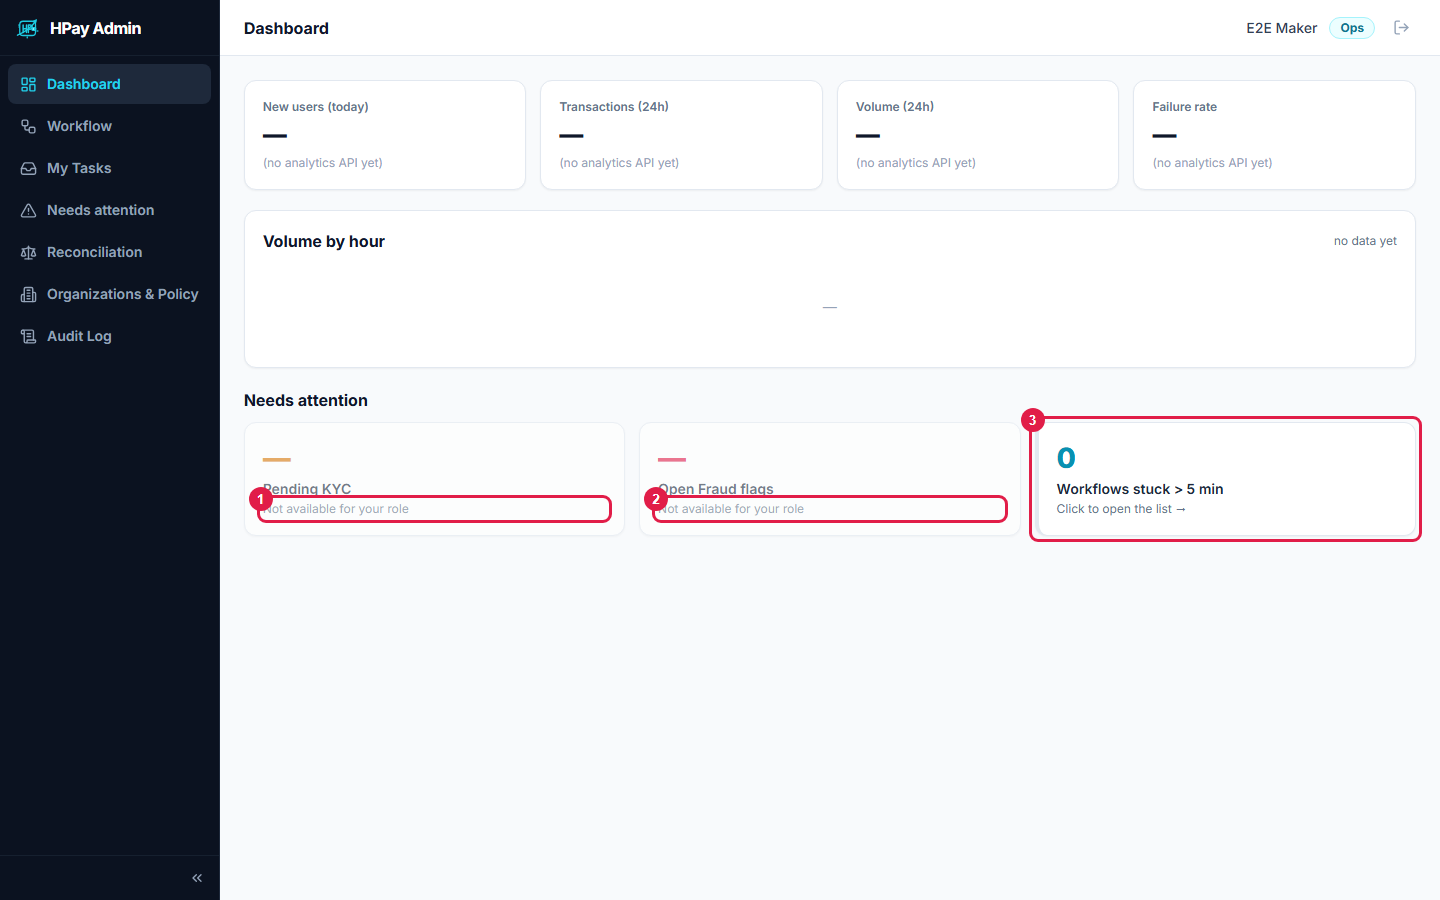 HPay Admin
Dashboard
Workflow
My Tasks
Needs attention
Reconciliation
Organizations & Policy
Audit Log
Dashboard
E2E Maker
Ops
New users (today)
—
(no analytics API yet)
Transactions (24h)
—
(no analytics API yet)
Volume (24h)
—
(no analytics API yet)
Failure rate
—
(no analytics API yet)
Volume by hour
no data yet
—
Needs attention
—
Pending KYC
1
Not available for your role
—
Open Fraud flags
2
Not available for your role
3
0
Workflows stuck > 5 min
Click to open the list →